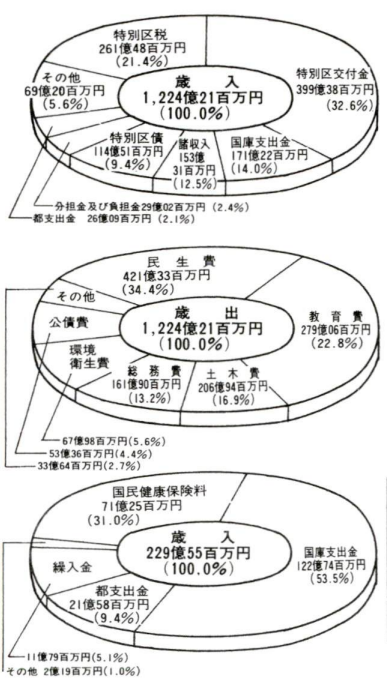 特別区税
261億48百万円
(21.4%)
その他
69億20百万円
(5.6%)
歳 入
1,224億21百万円
(100.0%)
特別区交付金
399億38百万円
(32.6%)
特別区債
114億51百万円
(9.4%)
諸収入
153億
31百万円
(12.5%)
国庫支出金
171億22百万円
(14.0%)
分担金及び負担金29億02百万円 (2.4%)
都支出金 26億09百万円 (2.1%)
民 生 費
421億33百万円
(34.4%)
その他
公債費
環境
衛生費
歳 出
1,224億21百万円
(100.0%)
教 育 費
279億06百万円
(22.8%)
総 務 費
161億90百万円
(13.2%)
土 木 費
206億94百万円
(16.9%)
67億98百万円(5.6%)
53億36百万円(4.4%)
33億64百万円(2.7%)
国民健康保険料
71億25百万円
(31.0%)
歳 入
229億55百万円
(100.0%)
国庫支出金
122億74百万円
(53.5%)
繰入金
都支出金
21億58百万円
(9.4%)
11億79百万円(5.1%)
その他 2億19百万円(1.0%)